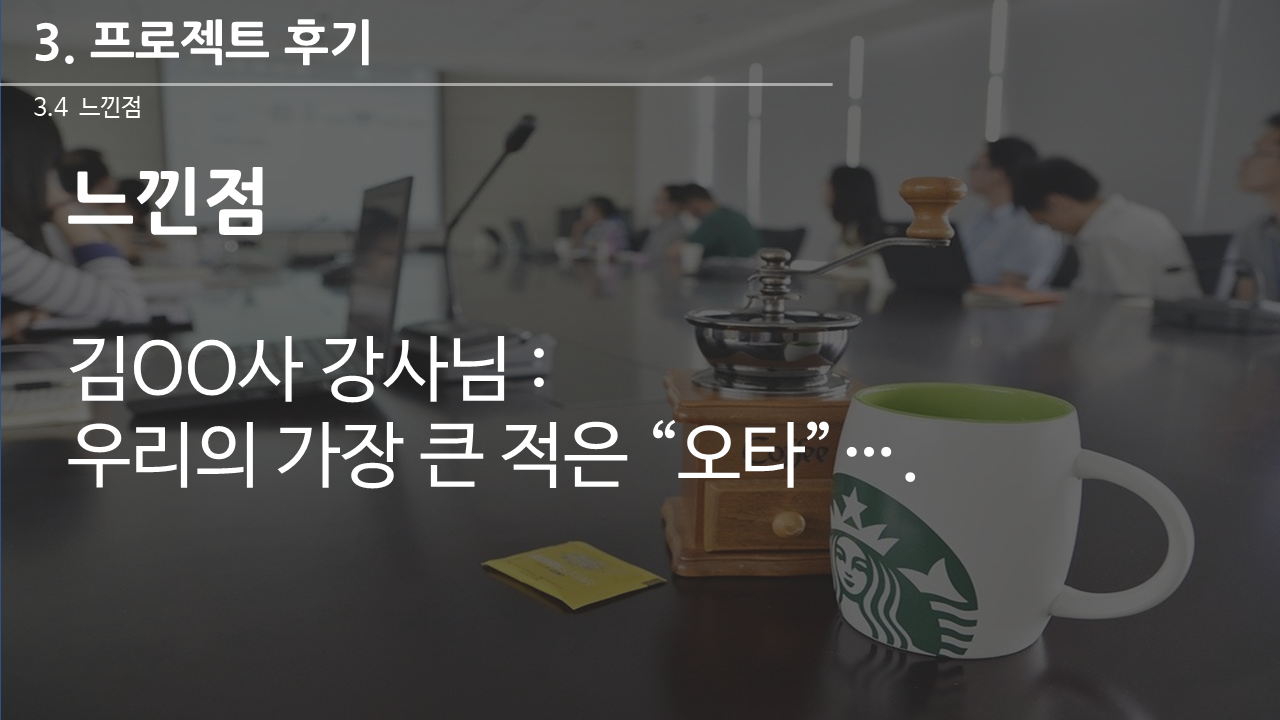 3. 프로젝트 후기
3.4 느낀점
느낀점
김OO사 강사님 :
우리의 가장 큰 적은 “오타”….